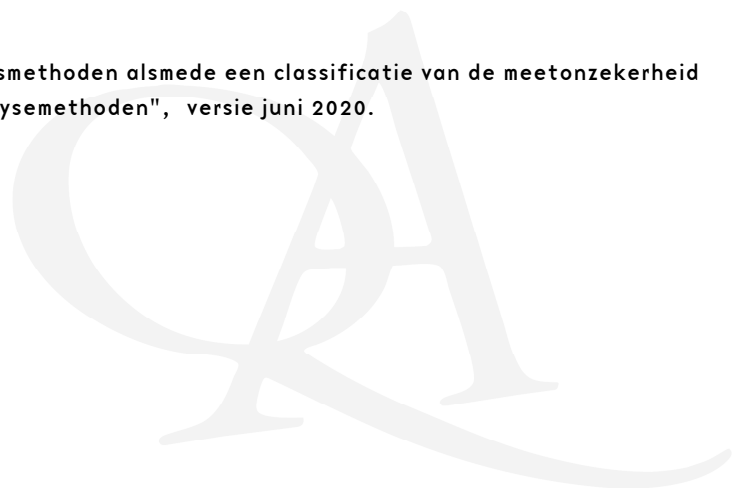 smethoden alsmede een classificatie van de meetonzekerheid
ysemethoden",  versie juni 2020.